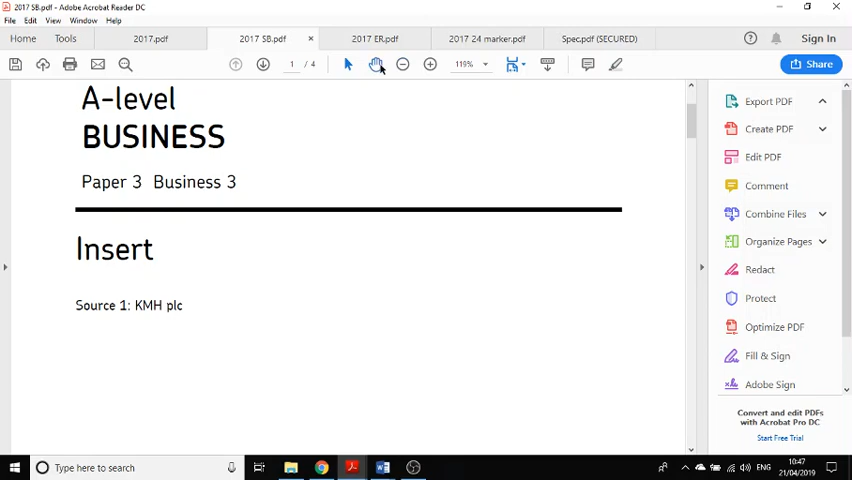 2017 SB.pdf - Adobe Acrobat Reader DC
File Edit View Window Help
Home Tools 2017.pdf 2017 SB.pdf × 2017 ER.pdf 2017 24 marker.pdf Spec.pdf (SECURED) Sign In
1 / 4 119% Share
A-level
BUSINESS
Paper 3 Business 3
Insert
Source 1: KMH plc
Export PDF
Create PDF
Edit PDF
Comment
Combine Files
Organize Pages
Redact
Protect
Optimize PDF
Fill & Sign
Adobe Sign
Convert and edit PDFs
with Acrobat Pro DC
Start Free Trial
Type here to search
ENG
10:47
21/04/2019